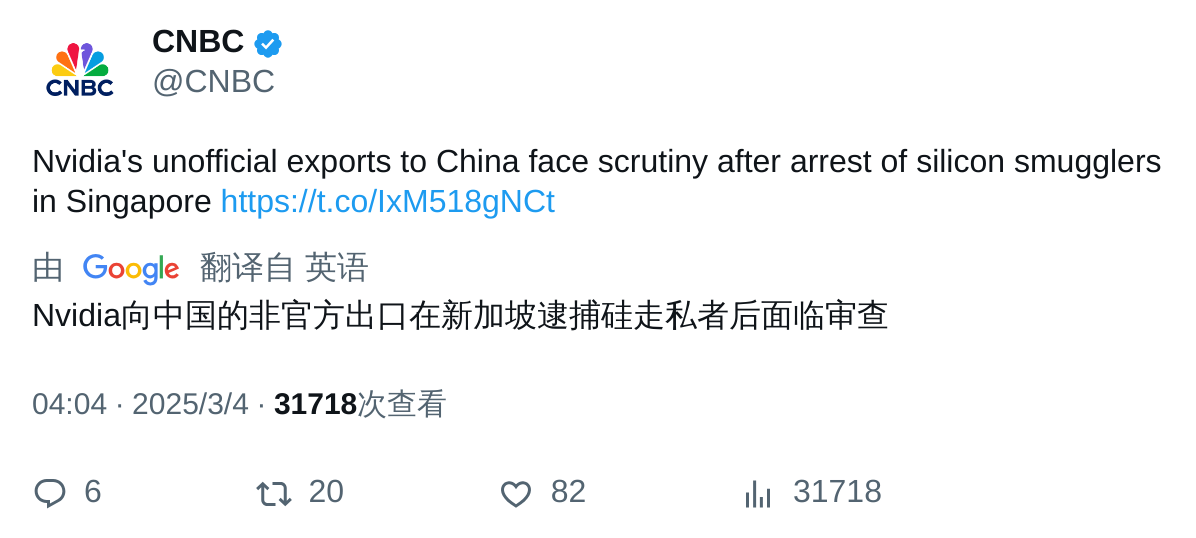 CNBC
CNBC
@CNBC
Nvidia's unofficial exports to China face scrutiny after arrest of silicon smugglers
in Singapore https://t.co/IxM518gNCt
由 Google 翻译自 英语
Nvidia向中国的非官方出口在新加坡逮捕硅走私者后面临审查
04:04 · 2025/3/4 · 31718次查看
6 20 82 31718